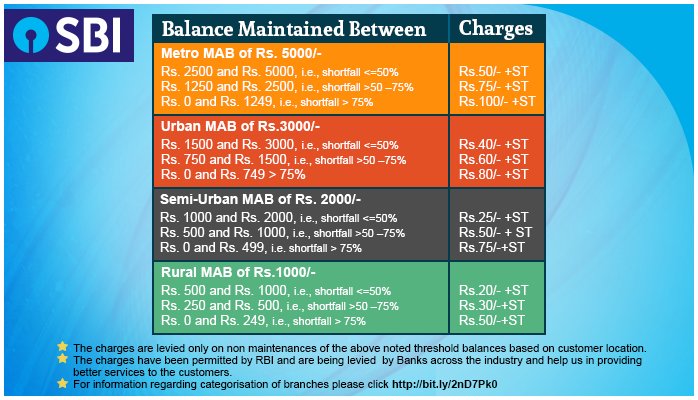 SBI
Balance Maintained Between Charges
Metro MAB of Rs. 5000/-
Rs. 2500 and Rs. 5000, i.e., shortfall <=50% Rs.50/- +ST
Rs. 1250 and Rs. 2500, i.e., shortfall >50 –75% Rs.75/- +ST
Rs. 0 and Rs. 1249, i.e., shortfall > 75% Rs.100/- +ST
Urban MAB of Rs.3000/-
Rs. 1500 and Rs. 3000, i.e., shortfall <=50% Rs.40/- +ST
Rs. 750 and Rs. 1500, i.e., shortfall >50 –75% Rs.60/- +ST
Rs. 0 and Rs. 749 > 75% Rs.80/- +ST
Semi-Urban MAB of Rs. 2000/-
Rs. 1000 and Rs. 2000, i.e., shortfall <=50% Rs.25/- +ST
Rs. 500 and Rs. 1000, i.e., shortfall >50 –75% Rs.50/- + ST
Rs. 0 and Rs. 499, i.e. shortfall > 75% Rs.75/-+ST
Rural MAB of Rs.1000/-
Rs. 500 and Rs. 1000, i.e., shortfall <=50% Rs.20/- +ST
Rs. 250 and Rs. 500, i.e., shortfall >50 –75% Rs.30/-+ST
Rs. 0 and Rs. 249, i.e., shortfall > 75% Rs.50/-+ST
The charges are levied only on non maintenances of the above noted threshold balances based on customer location.
The charges have been permitted by RBI and are being levied by Banks across the industry and help us in providing
better services to the customers.
For information regarding categorisation of branches please click http://bit.ly/2nD7Pk0